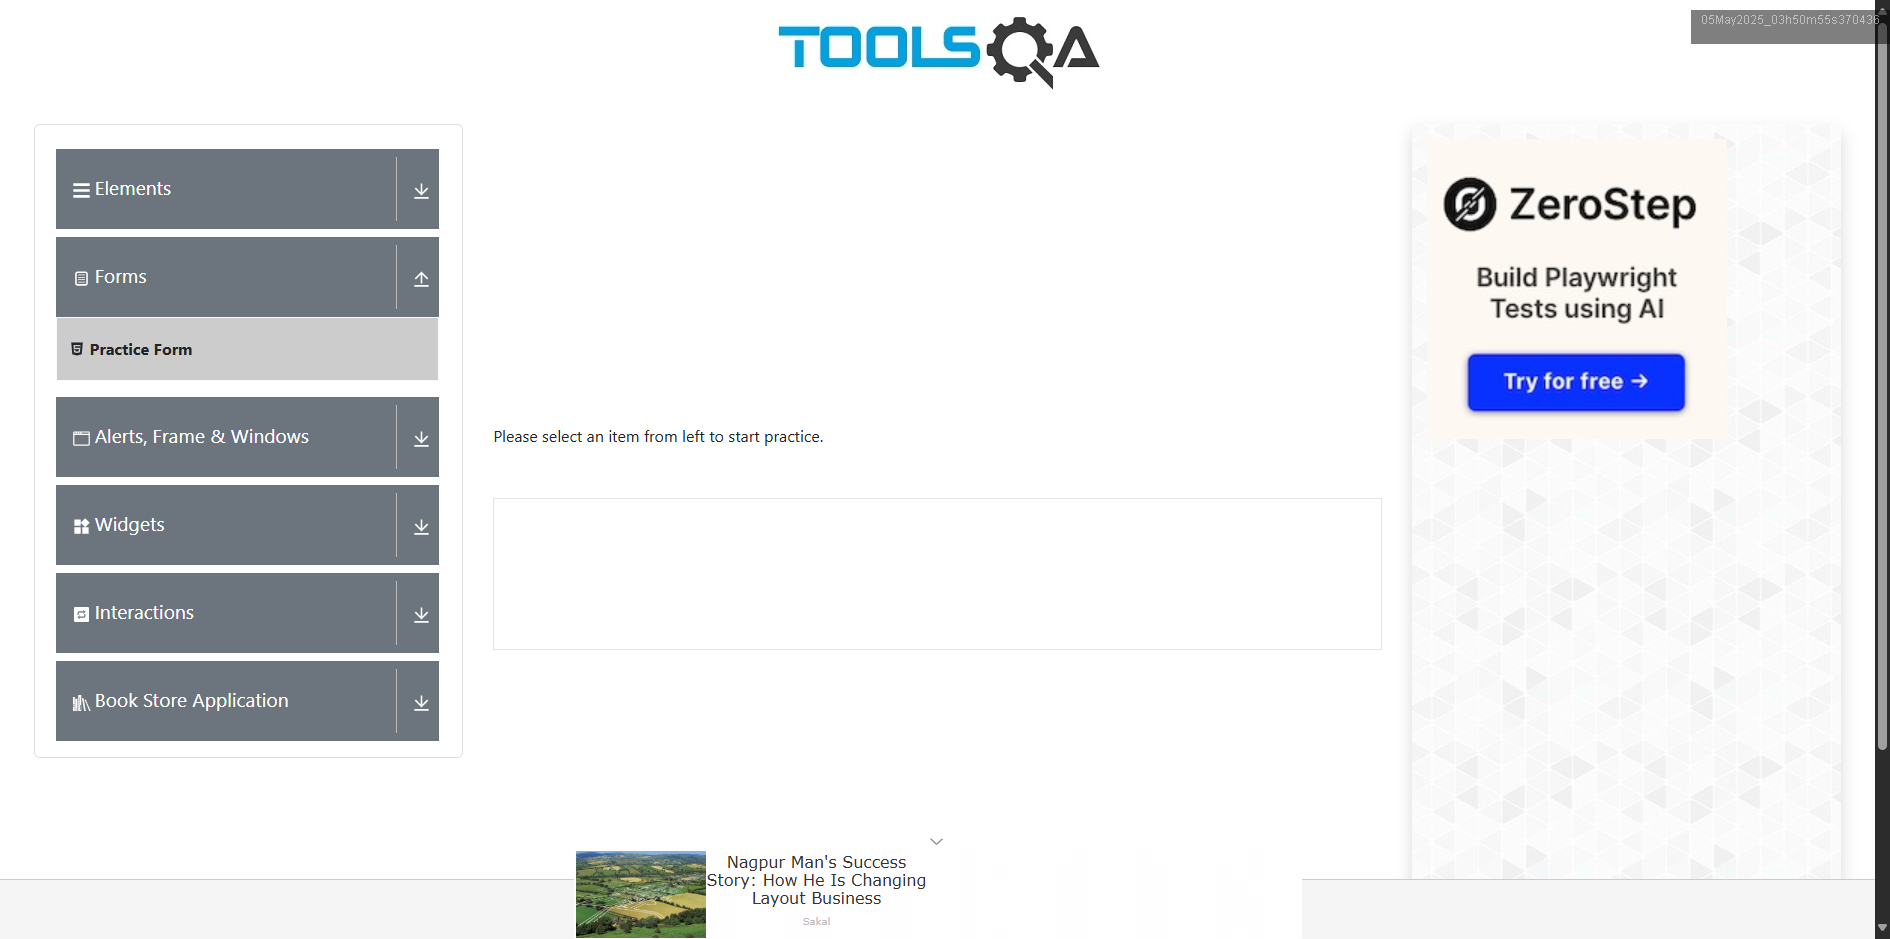 TOOLSQA
05May2025_03h50m55s370436
Elements
Forms
Practice Form
Alerts, Frame & Windows
Widgets
Interactions
Book Store Application
Please select an item from left to start practice.
ZeroStep
Build Playwright
Tests using AI
Try for free →
Nagpur Man's Success
Story: How He Is Changing
Layout Business
Sakal